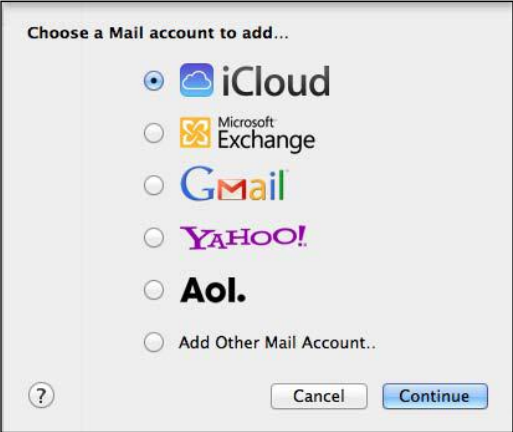 Choose a Mail account to add...
iCloud
Microsoft
Exchange
Gmail
YAHOO!
Aol.
Add Other Mail Account..
?
Cancel Continue